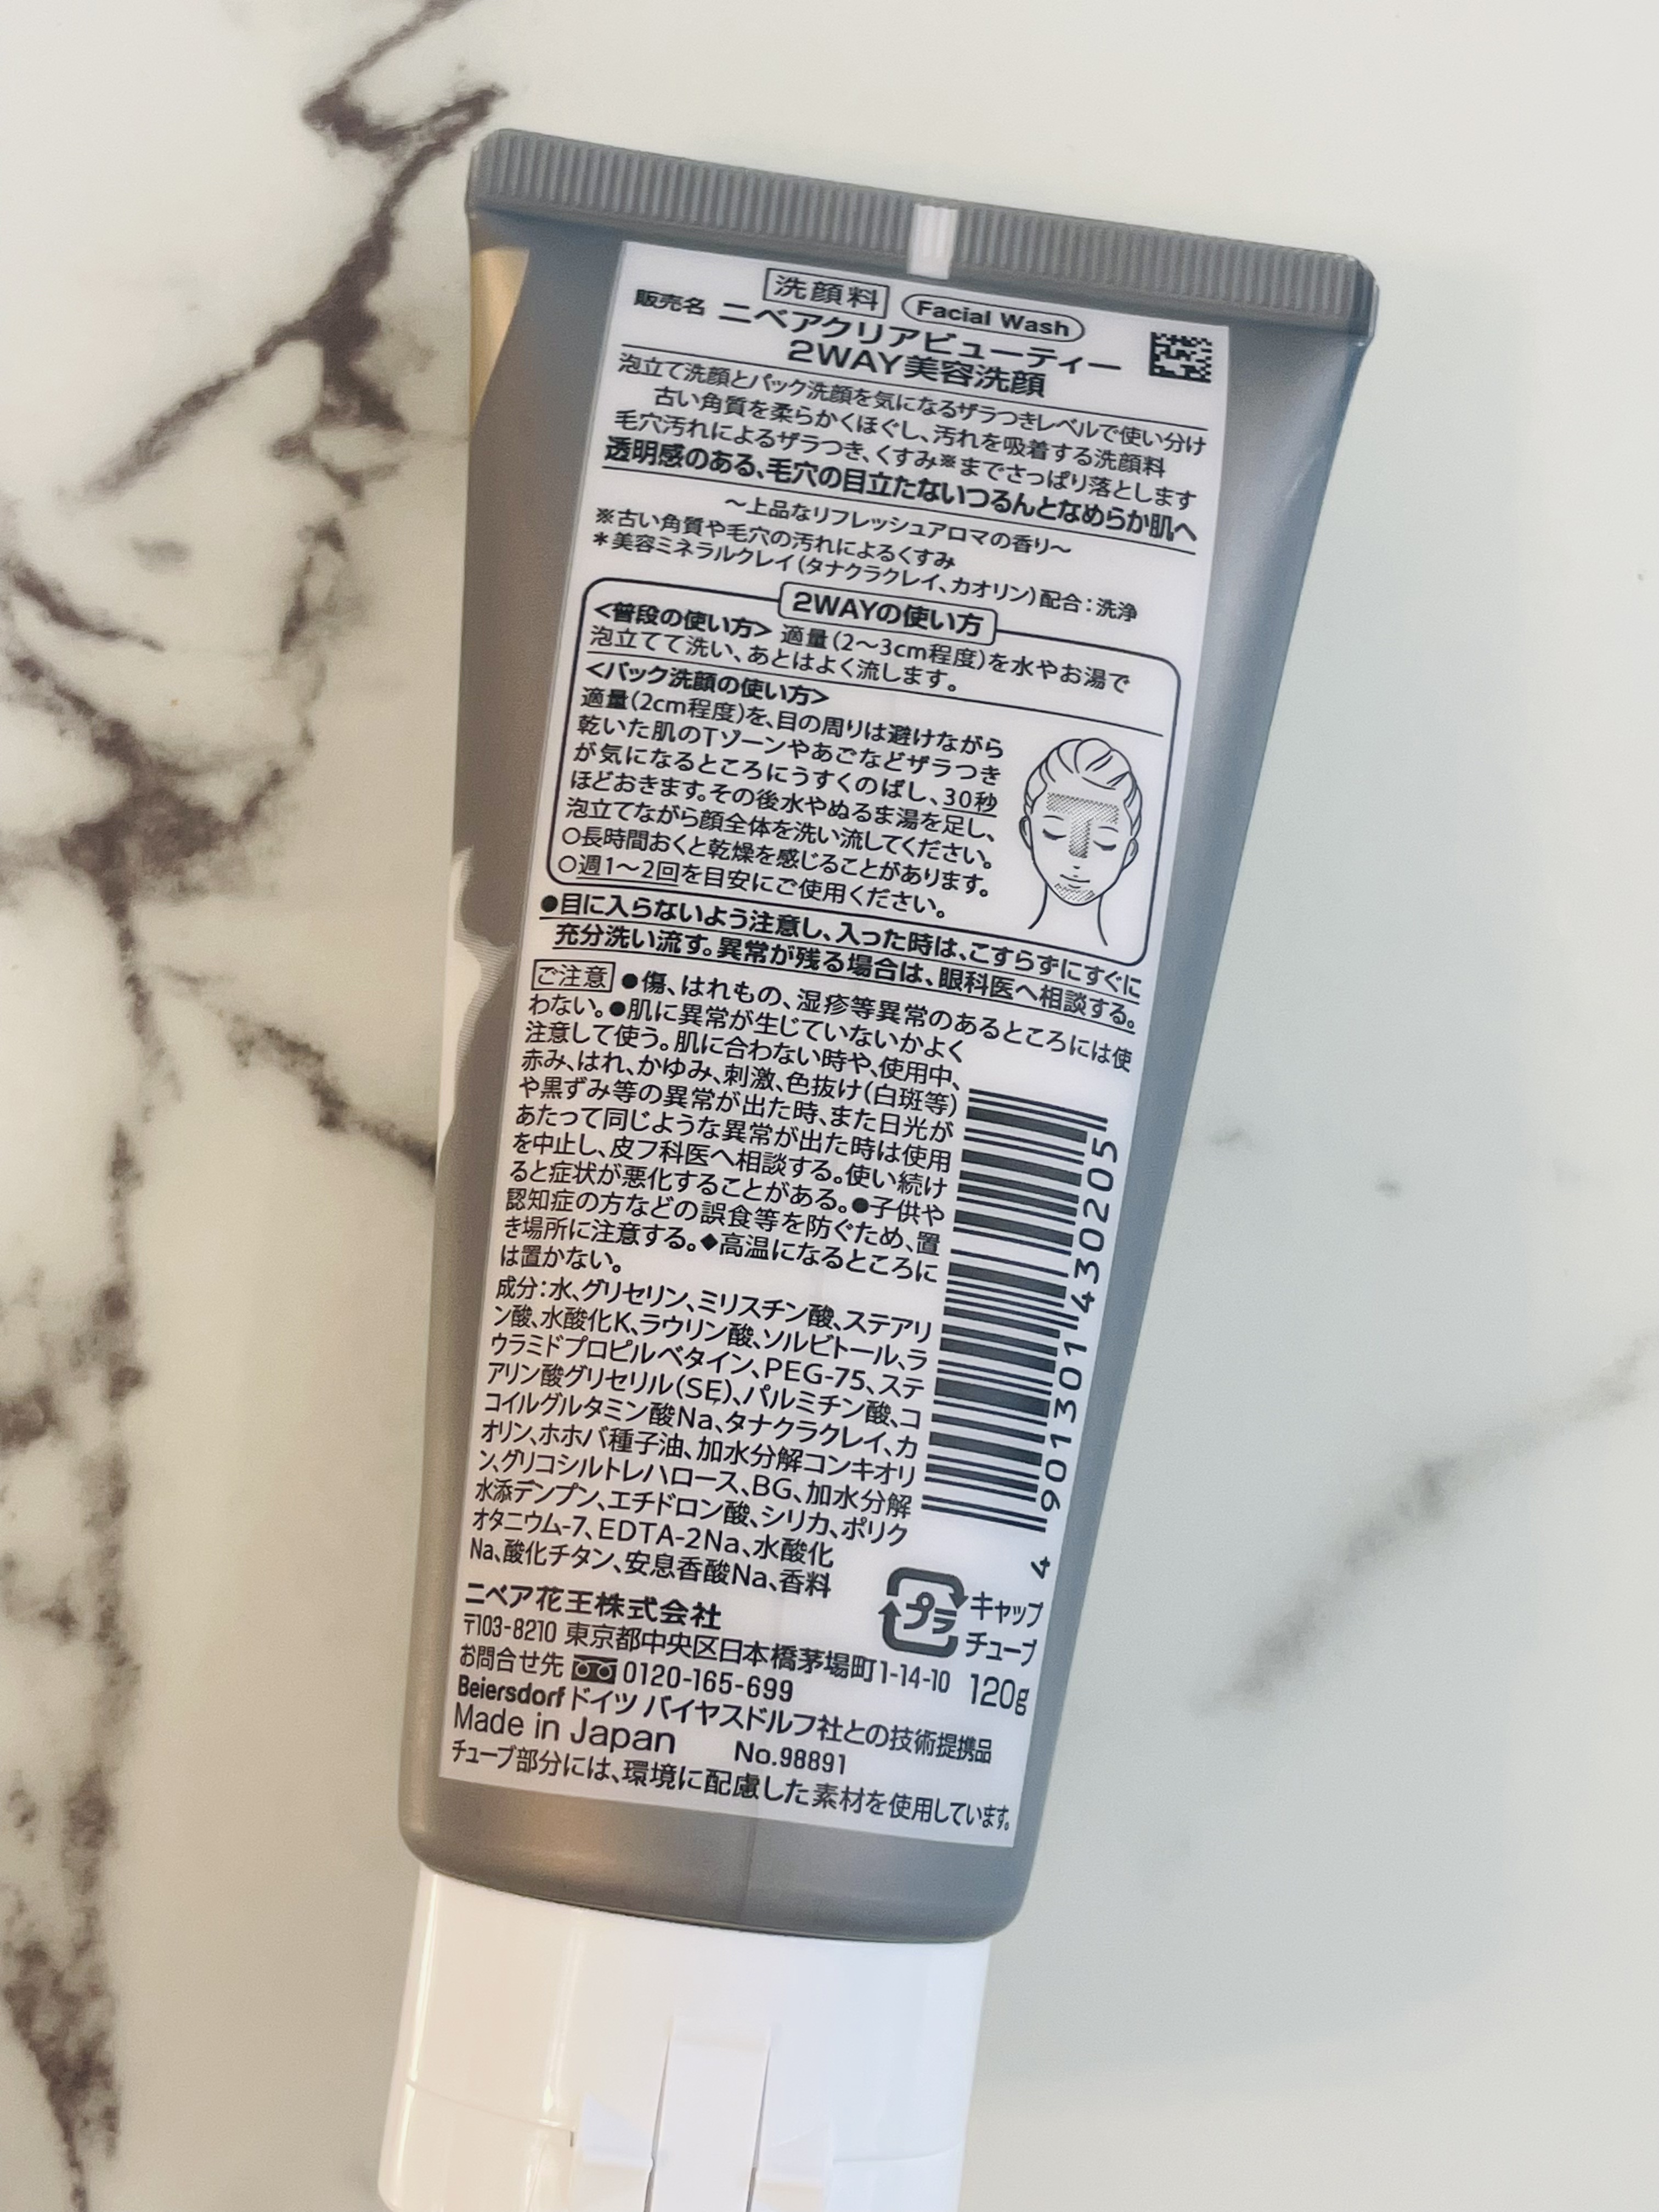 洗顔料 Facial Wash
販売名 ニベアクリアビューティー
2WAY美容洗顔
泡立て洗顔とパック洗顔を気になるザラつきレベルで使い分け
古い角質を柔らかくほぐし、汚れを吸着する洗顔料
毛穴汚れによるザラつき、くすみ※までさっぱり落とします
透明感のある、毛穴の目立たないつるんとなめらか肌へ
〜上品なリフレッシュアロマの香り〜
※古い角質や毛穴の汚れによるくすみ
＊美容ミネラルクレイ(タナクラクレイ、カオリン)配合:洗浄
2WAYの使い方
<普段の使い方> 適量(2〜3cm程度)を水やお湯で
泡立てて洗い、あとはよく流します。
<パック洗顔の使い方>
適量(2cm程度)を、目の周りは避けながら
乾いた肌のTゾーンやあごなどザラつき
が気になるところにうすくのばし、30秒
ほどおきます。その後水やぬるま湯を足し、
泡立てながら顔全体を洗い流してください。
○長時間おくと乾燥を感じることがあります。
○週1〜2回を目安にご使用ください。
●目に入らないよう注意し、入った時は、こすらずにすぐに
充分洗い流す。異常が残る場合は、眼科医へ相談する。
ご注意 ●傷、はれもの、湿疹等異常のあるところには使
わない。●肌に異常が生じていないかよく
注意して使う。肌に合わない時や、使用中、
赤み、はれ、かゆみ、刺激、色抜け(白斑等)
や黒ずみ等の異常が出た時、また日光が
あたって同じような異常が出た時は使用
を中止し、皮フ科医へ相談する。使い続け
ると症状が悪化することがある。●子供や
認知症の方などの誤食等を防ぐため、置
き場所に注意する。◆高温になるところに
は置かない。
成分:水、グリセリン、ミリスチン酸、ステアリ
ン酸、水酸化K、ラウリン酸、ソルビトール、ラ
ウラミドプロピルベタイン、PEG-75、ステ
アリン酸グリセリル(SE)、パルミチン酸、コ
コイルグルタミン酸Na、タナクラクレイ、カ
オリン、ホホバ種子油、加水分解コンキオリ
ン、グリコシルトレハロース、BG、加水分解
水添デンプン、エチドロン酸、シリカ、ポリク
オタニウム-7、EDTA-2Na、水酸化
Na、酸化チタン、安息香酸Na、香料
4 901301 430205
プラ キャップ
チューブ
ニベア花王株式会社
〒103-8210 東京都中央区日本橋茅場町1-14-10
120g
お問合せ先 0120-165-699
Beiersdorf ドイツ バイヤスドルフ社との技術提携品
Made in Japan No.98891
チューブ部分には、環境に配慮した素材を使用しています。